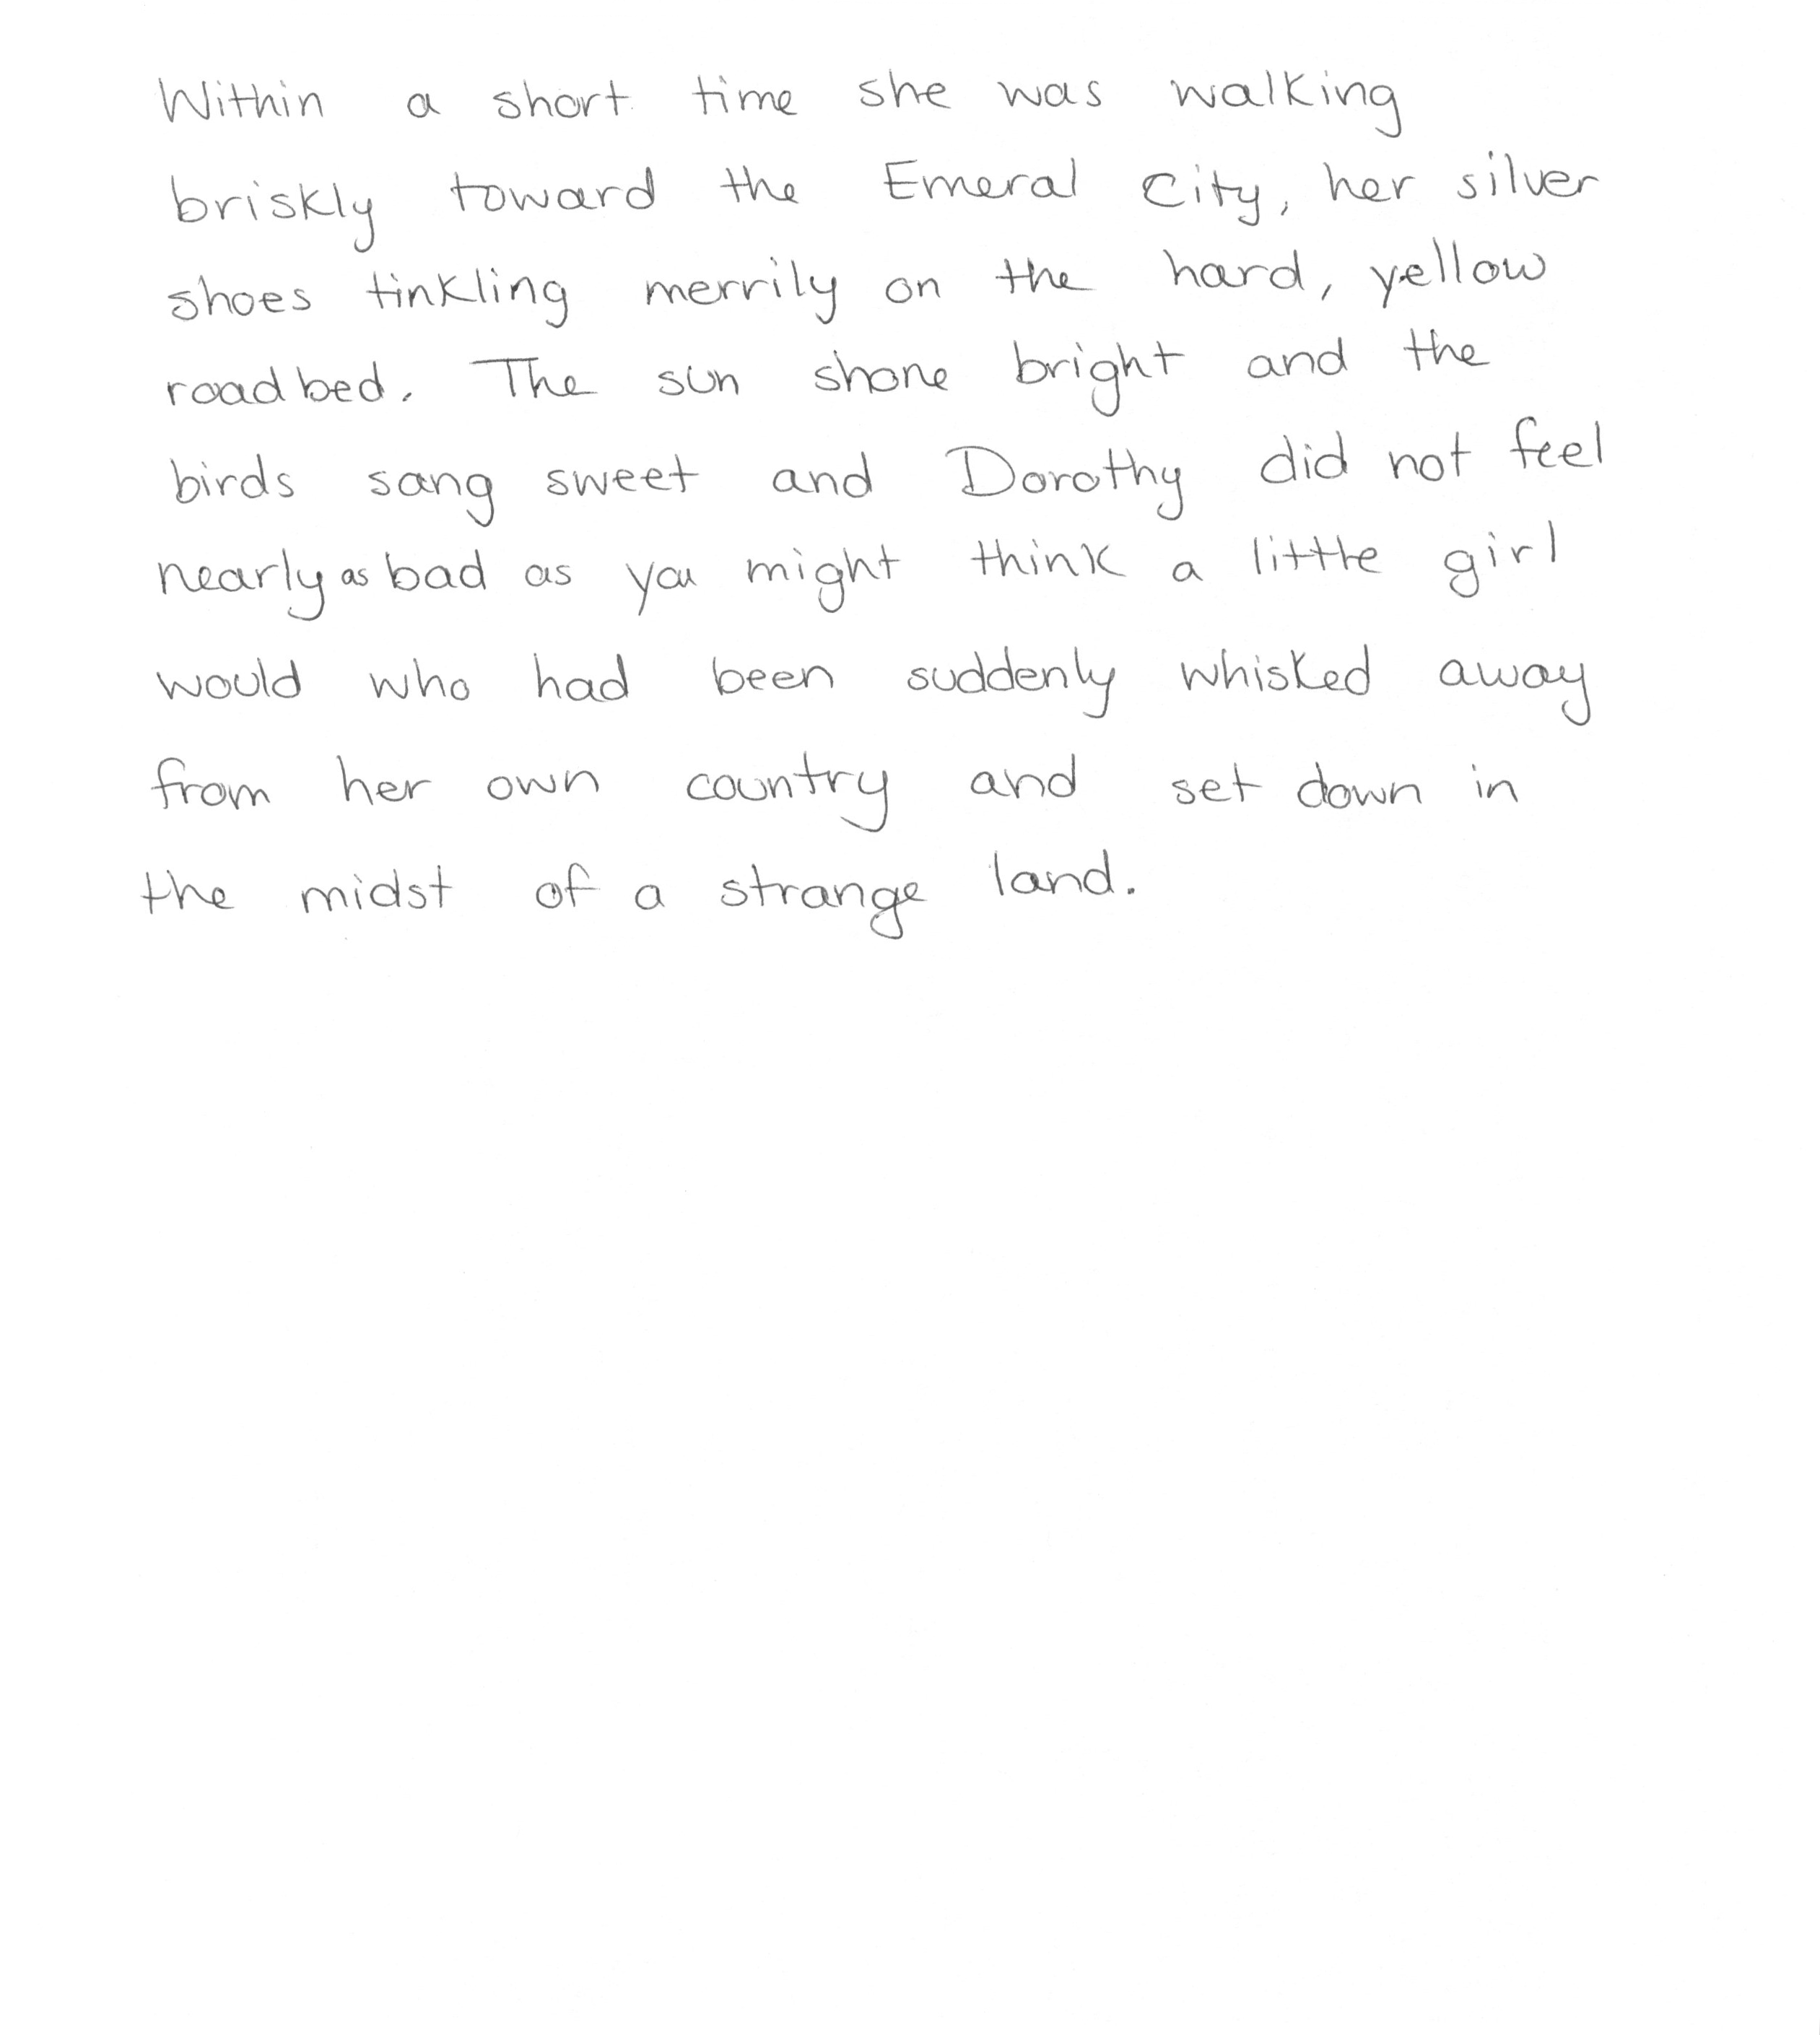 Within a short time she was walking
briskly toward the Emeral City, her silver
shoes tinkling merrily on the hard, yellow
roadbed. The sun shone bright and the
birds sang sweet and Dorothy did not feel
nearly as bad as you might think a little girl
would who had been suddenly whisked away
from her own country and set down in
the midst of a strange land.